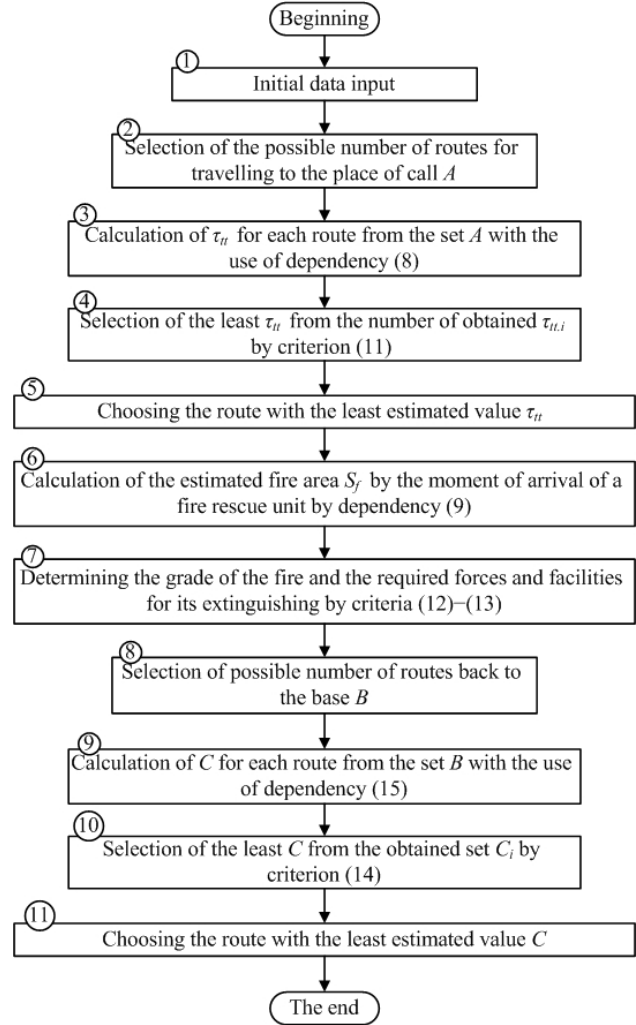 Beginning
1
Initial data input
2
Selection of the possible number of routes for
travelling to the place of call A
3
Calculation of τtt for each route from the set A with the
use of dependency (8)
4
Selection of the least τtt from the number of obtained τtt.i
by criterion (11)
5
Choosing the route with the least estimated value τtt
6
Calculation of the estimated fire area Sf by the moment of arrival of a
fire rescue unit by dependency (9)
7
Determining the grade of the fire and the required forces and facilities
for its extinguishing by criteria (12)−(13)
8
Selection of possible number of routes back to
the base B
9
Calculation of C for each route from the set B with the use
of dependency (15)
10
Selection of the least C from the obtained set Ci by
criterion (14)
11
Choosing the route with the least estimated value C
The end